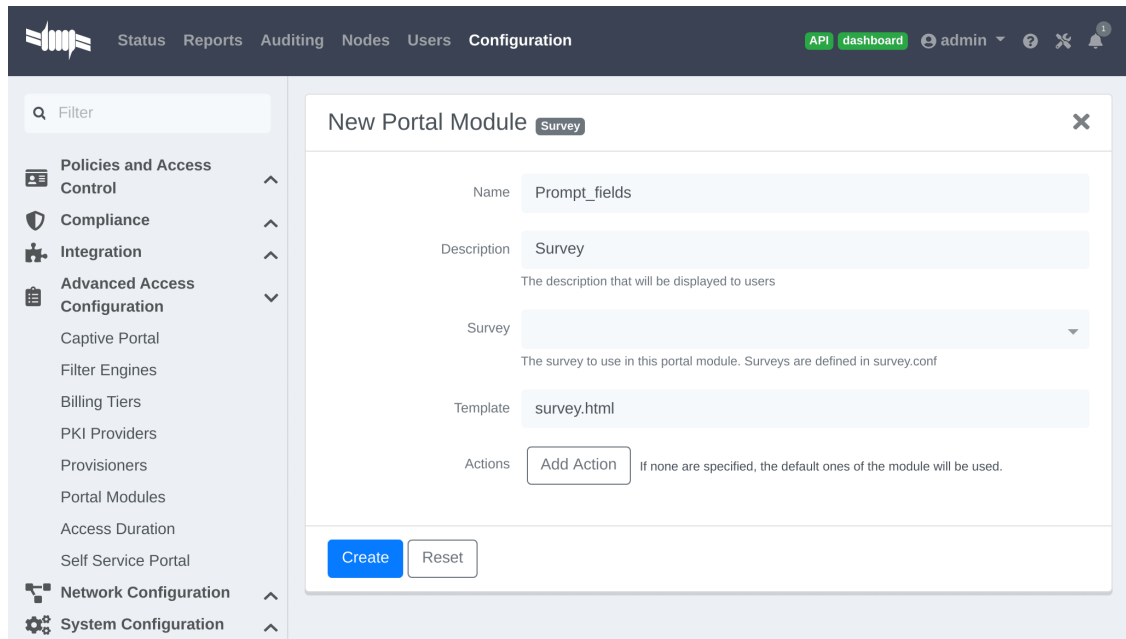 Status Reports Auditing Nodes Users Configuration API dashboard admin 1
Filter
Policies and Access
Control
Compliance
Integration
Advanced Access
Configuration
Captive Portal
Filter Engines
Billing Tiers
PKI Providers
Provisioners
Portal Modules
Access Duration
Self Service Portal
Network Configuration
System Configuration
New Portal Module Survey
Name Prompt_fields
Description Survey
The description that will be displayed to users
Survey
The survey to use in this portal module. Surveys are defined in survey.conf
Template survey.html
Actions Add Action If none are specified, the default ones of the module will be used.
Create Reset